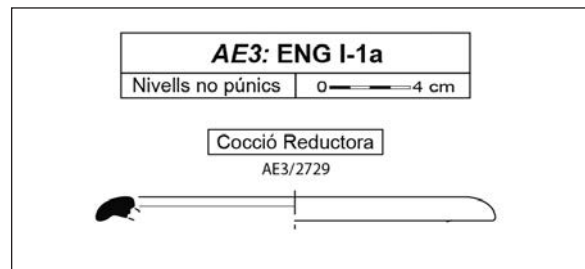 AE3: ENG I-1a
Nivells no púnics 0 4 cm
Cocció Reductora
AE3/2729